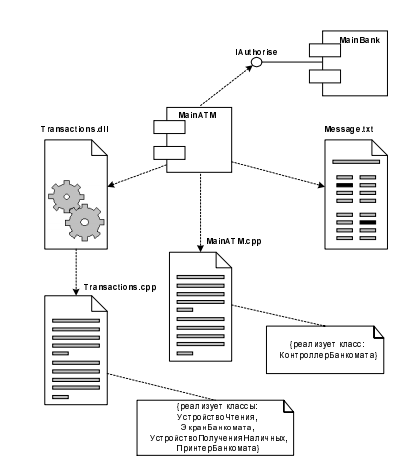 MainBank
IAuthorise
MainATM
Transactions.dll
Message.txt
MainATM.cpp
Transactions.cpp
{реализует класс:
КонтроллерБанкомата}
{реализует классы:
УстройствоЧтения,
ЭкранБанкомата,
УстройствоПолученияНаличных,
ПринтерБанкомата}